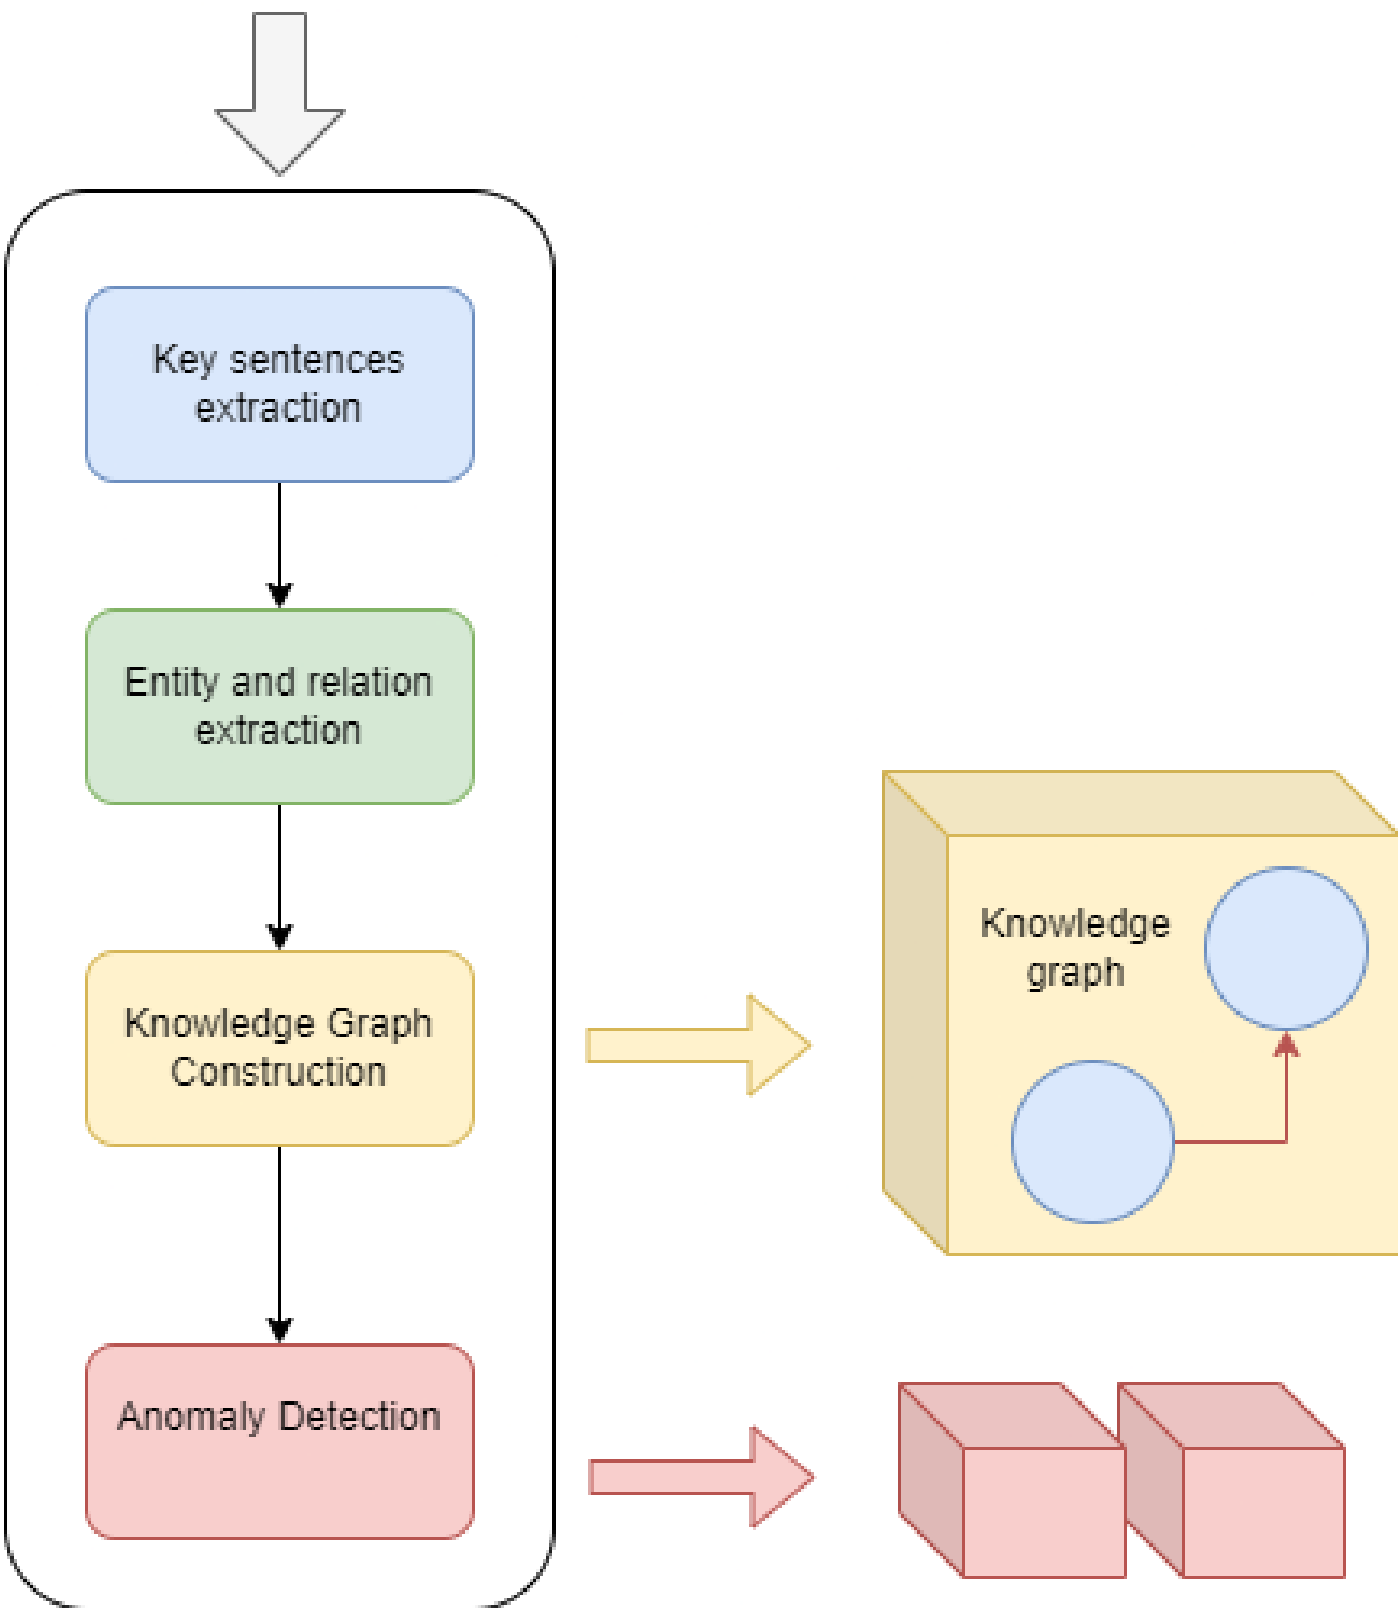 Key sentences
extraction
Entity and relation
extraction
Knowledge Graph
Construction
Knowledge
graph
Anomaly Detection